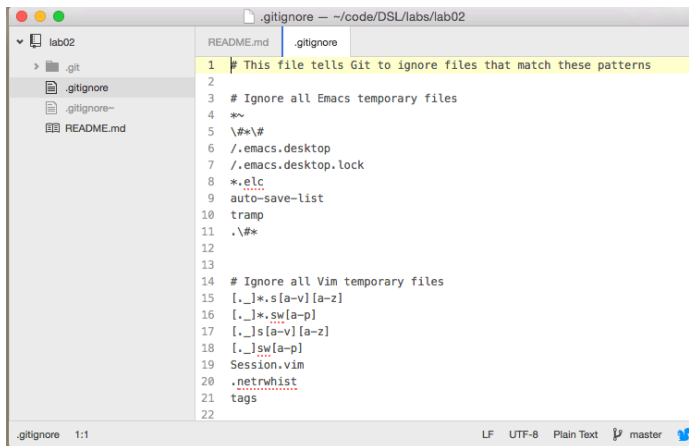 .gitignore — ~/code/DSL/labs/lab02
lab02
.git
.gitignore
.gitignore~
README.md
README.md .gitignore
1 # This file tells Git to ignore files that match these patterns
2
3 # Ignore all Emacs temporary files
4 *~
5 \#*\#
6 /.emacs.desktop
7 /.emacs.desktop.lock
8 *.elc
9 auto-save-list
10 tramp
11 .\#*
12
13
14 # Ignore all Vim temporary files
15 [._]*.s[a-v][a-z]
16 [._]*.sw[a-p]
17 [._]s[a-v][a-z]
18 [._]sw[a-p]
19 Session.vim
20 .netrwhist
21 tags
22
.gitignore 1:1 LF UTF-8 Plain Text master